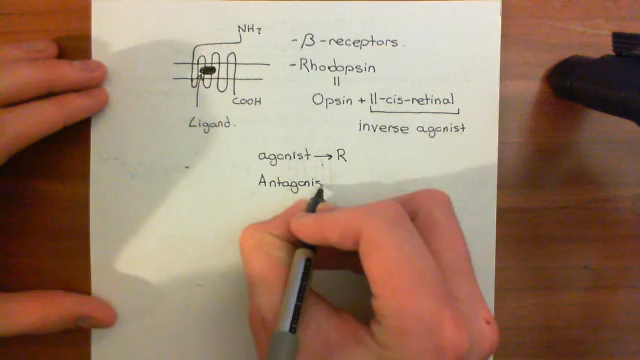 NH2
- β-receptors.
- Rhodopsin
=
Opsin + 11-cis-retinal
COOH
Ligand.
inverse agonist
agonist → R
Antagonis